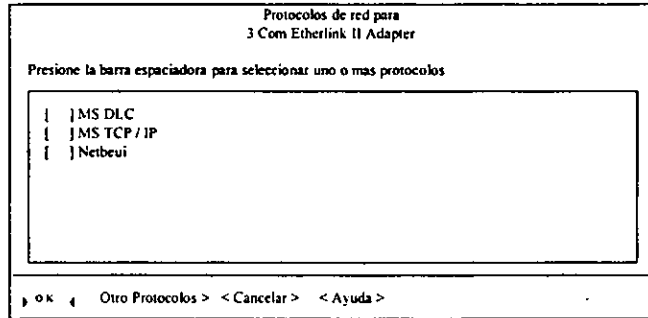 Protocolos de red para
3 Com Etherlink II Adapter
Presione la barra espaciadora para seleccionar uno o mas protocolos
[ ] MS DLC
[ ] MS TCP / IP
[ ] Netbeui
OK Otro Protocolos > < Cancelar > < Ayuda >